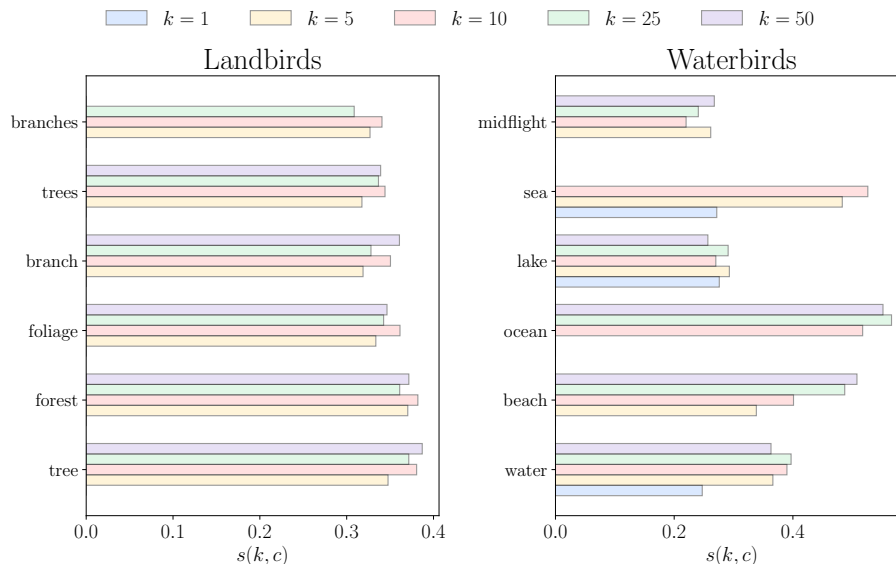 k = 1 k = 5 k = 10 k = 25 k = 50
Landbirds
branches
trees
branch
foliage
forest
tree
0.0 0.1 0.2 0.3 0.4
s(k, c)
Waterbirds
midflight
sea
lake
ocean
beach
water
0.0 0.2 0.4
s(k, c)